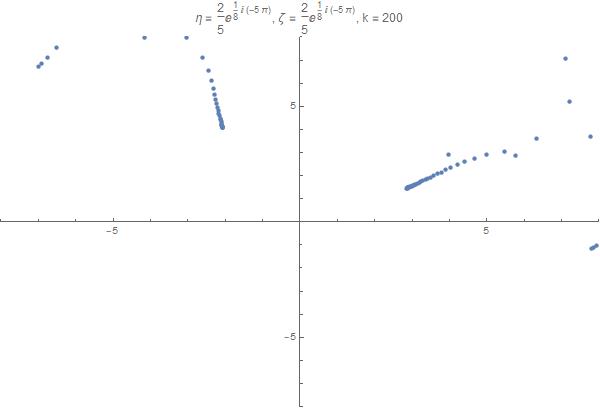 η = 2/5 e^(1/8 i (-5 π)), ζ = 2/5 e^(1/8 i (-5 π)), k = 200
5
-5
5
-5